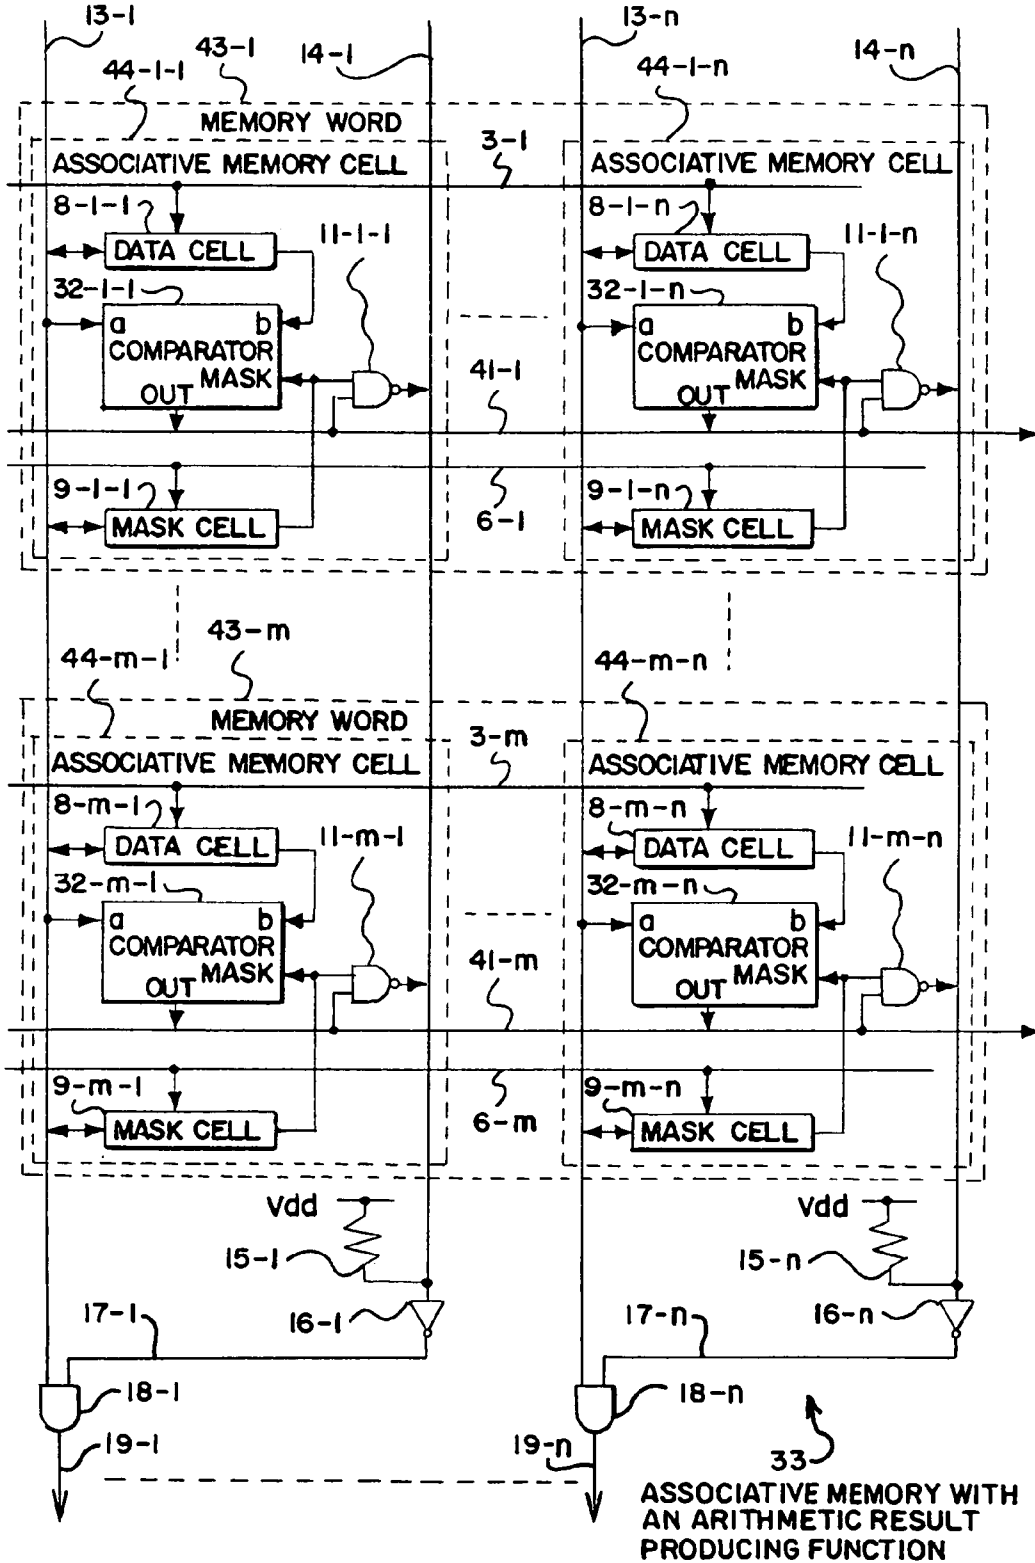 13-1
43-1
14-1
13-n
44-1-1
44-1-n
14-n
MEMORY WORD
3-1
ASSOCIATIVE MEMORY CELL
ASSOCIATIVE MEMORY CELL
8-1-1
11-1-1
8-1-n
11-1-n
DATA CELL
DATA CELL
32-1-1
32-1-n
a b
COMPARATOR
MASK
OUT
a b
COMPARATOR
MASK
OUT
41-1
9-1-1
6-1
9-1-n
MASK CELL
MASK CELL
43-m
44-m-1
44-m-n
MEMORY WORD
3-m
ASSOCIATIVE MEMORY CELL
ASSOCIATIVE MEMORY CELL
8-m-1
11-m-1
8-m-n
11-m-n
DATA CELL
DATA CELL
32-m-1
32-m-n
a b
COMPARATOR
MASK
OUT
a b
COMPARATOR
MASK
OUT
41-m
9-m-1
6-m
9-m-n
MASK CELL
MASK CELL
Vdd
Vdd
15-1
15-n
17-1
16-1
17-n
16-n
18-1
18-n
19-1
19-n
33
ASSOCIATIVE MEMORY WITH
AN ARITHMETIC RESULT
PRODUCING FUNCTION